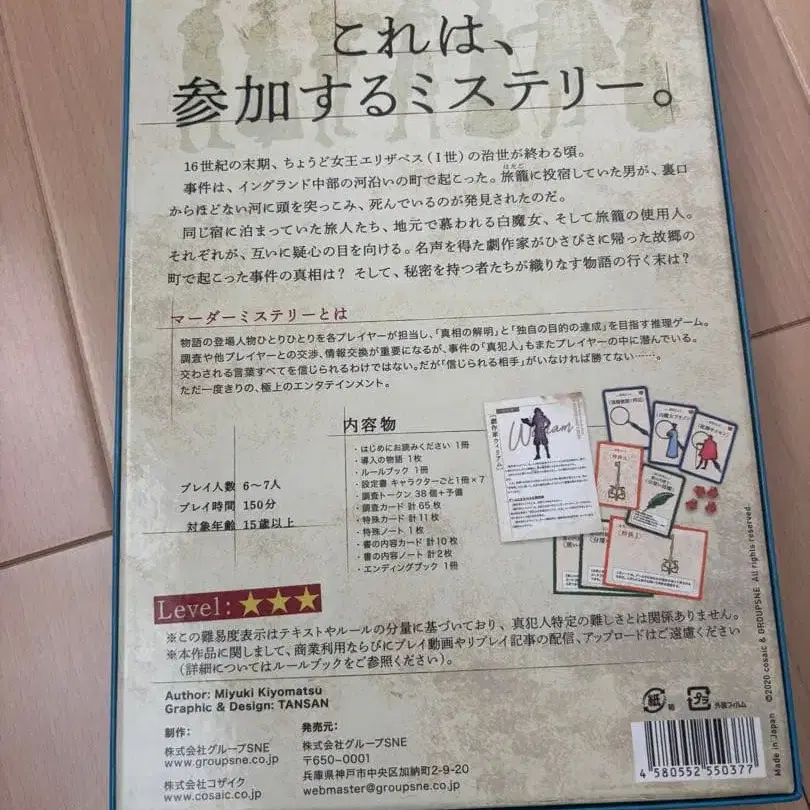 これは、
参加するミステリー。
16世紀の末期、ちょうど女王エリザベス（Ⅰ世）の治世が終わる頃。
事件は、イングランド中部の河沿いの町で起こった。旅籠に投宿していた男が、裏口
からほどない河に頭を突っこみ、死んでいるのが発見されたのだ。
同じ宿に泊まっていた旅人たち、地元で慕われる白魔女、そして旅籠の使用人。
それぞれが、互いに疑心の目を向ける。名声を得た劇作家がひさびさに帰った故郷の
町で起こった事件の真相は？ そして、秘密を持つ者たちが織りなす物語の行く末は？
マーダーミステリーとは
物語の登場人物ひとりひとりを各プレイヤーが担当し、「真相の解明」と「独自の目的の達成」を目指す推理ゲーム。
調査や他プレイヤーとの交渉、情報交換が重要になるが、事件の「真犯人」もまたプレイヤーの中に潜んでいる。
交わされる言葉すべてを信じられるわけではない。だが「信じられる相手」がいなければ勝てない……。
ただ一度きりの、極上のエンタテインメント。
プレイ人数 6〜7人
プレイ時間 150分
対象年齢 15歳以上
内容物
・はじめにお読みください 1冊
・導入の物語 1枚
・ルールブック 1冊
・設定書 キャラクターごと1冊×7
・調査トークン 38個＋予備
・調査カード 計65枚
・特殊カード 計11枚
・特殊ノート 1枚
・書の内容カード 計10枚
・書の内容ノート 計2枚
・エンディングブック 1冊
劇作家ウィリアム
William
Level: ★★★
※この難易度表示はテキストやルールの分量に基づいており、真犯人特定の難しさとは関係ありません。
※本作品に関しまして、商業利用ならびにプレイ動画やリプレイ記事の配信、アップロードはご遠慮ください
（詳細についてはルールブックをご参照ください）。
Author: Miyuki Kiyomatsu
Graphic & Design: TANSAN
制作：
株式会社グループSNE
www.groupsne.co.jp
株式会社コザイク
www.cosaic.co.jp
発売元：
株式会社グループSNE
〒650-0001
兵庫県神戸市中央区加納町2-9-20
webmaster@groupsne.co.jp
紙 箱
プラ 外装フィルム
4 580552 550377
Made in Japan ©2020 cosaic & GROUPSNE. All rights reserved.